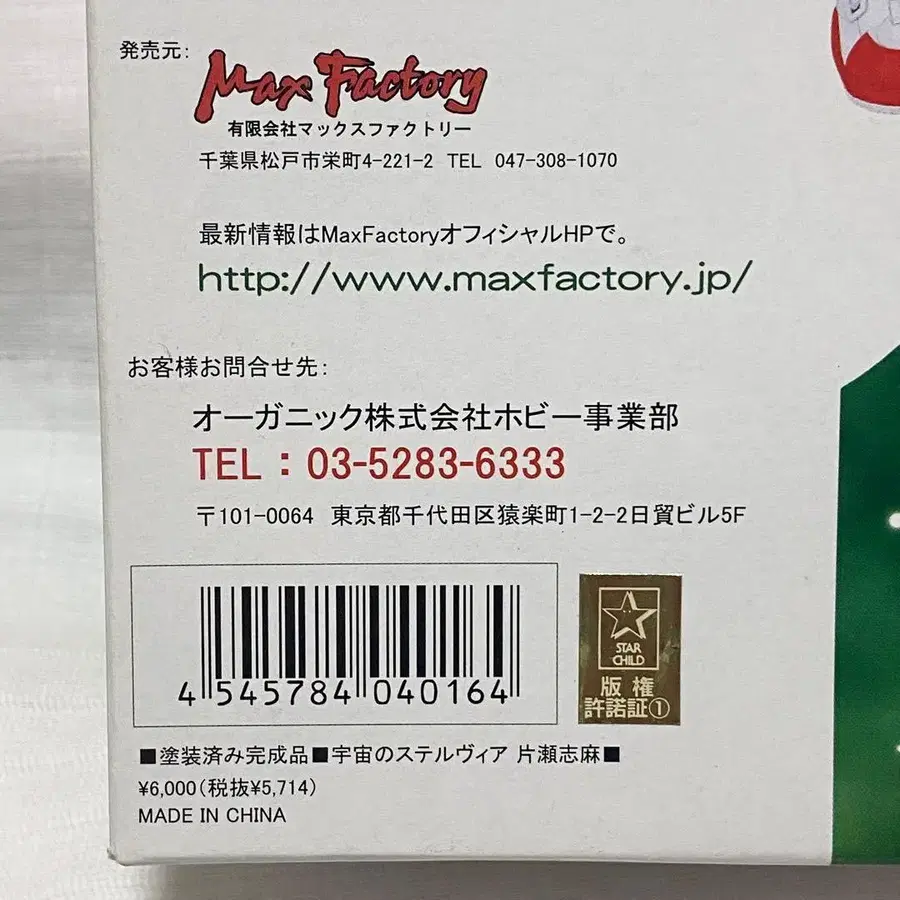 発売元:
Max Factory
有限会社マックスファクトリー
千葉県松戸市栄町4-221-2 TEL 047-308-1070
最新情報はMaxFactoryオフィシャルHPで。
http://www.maxfactory.jp/
お客様お問合せ先:
オーガニック株式会社ホビー事業部
TEL : 03-5283-6333
〒101-0064 東京都千代田区猿楽町1-2-2日貿ビル5F
4 545784 040164
STAR
CHILD
版権
許諾証①
■塗装済み完成品■宇宙のステルヴィア 片瀬志麻■
¥6,000(税抜¥5,714)
MADE IN CHINA